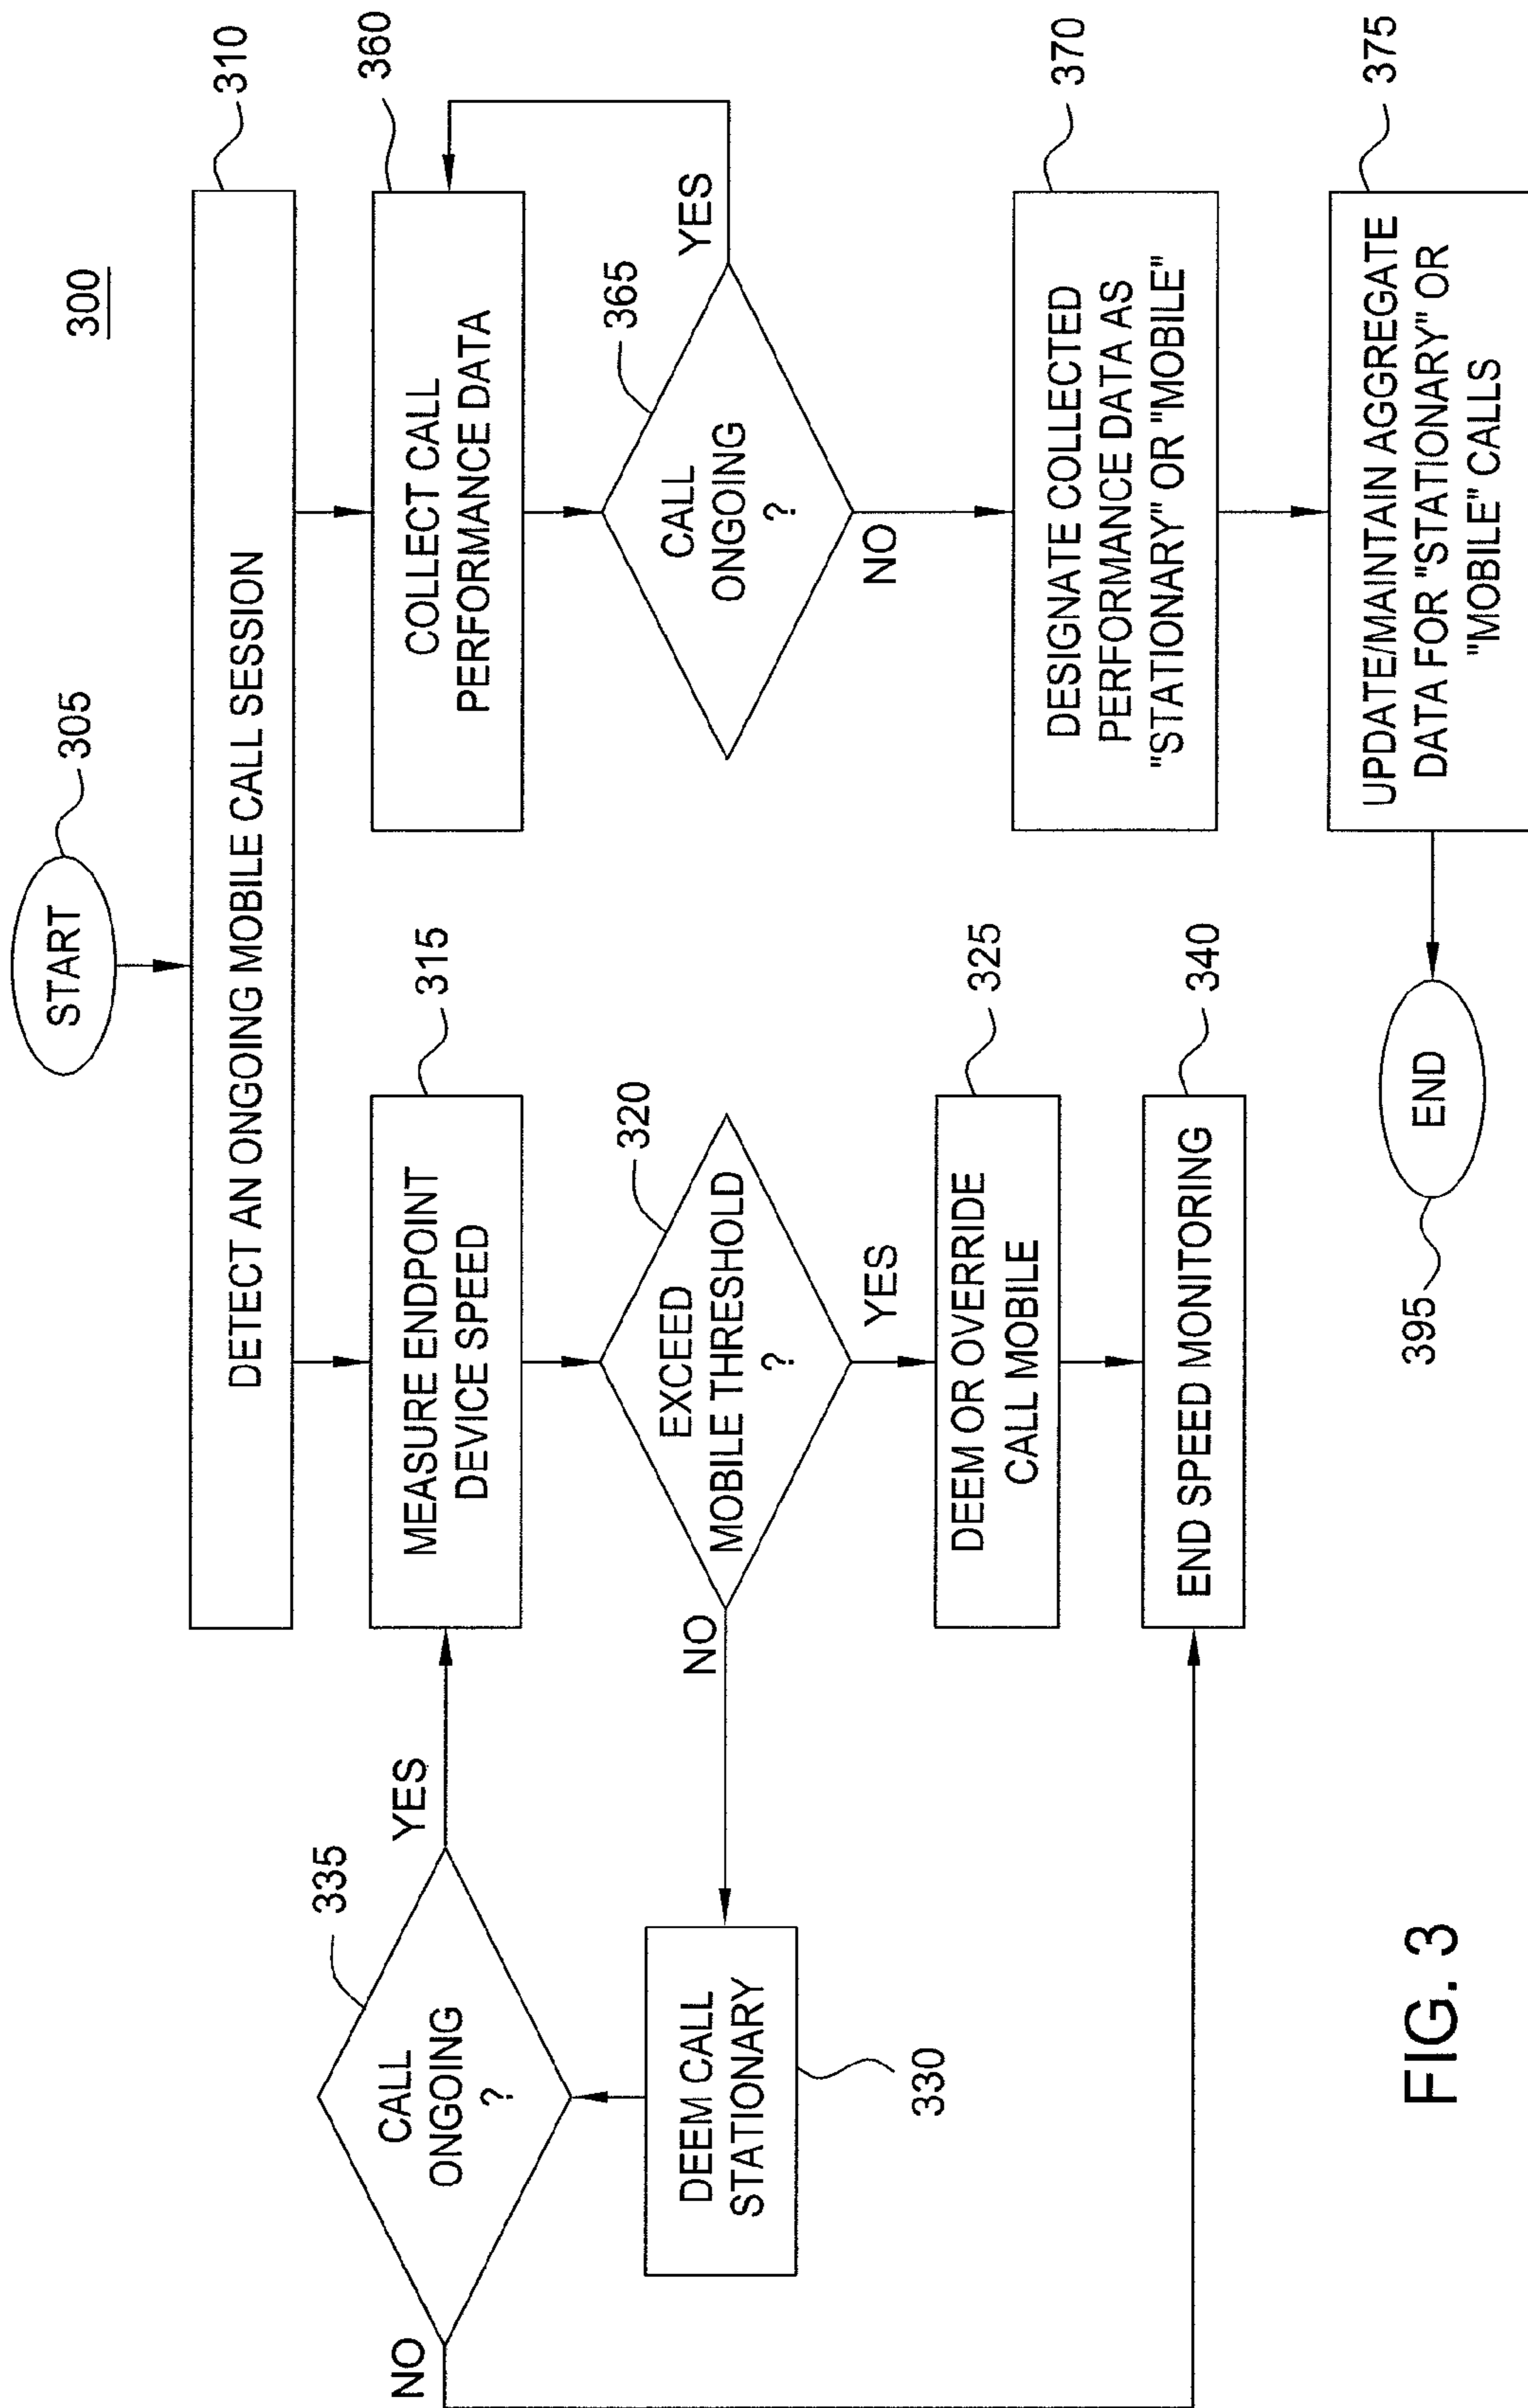 300
START
305
DETECT AN ONGOING MOBILE CALL SESSION
310
MEASURE ENDPOINT
DEVICE SPEED
315
EXCEED
MOBILE THRESHOLD
?
320
YES
NO
DEEM OR OVERRIDE
CALL MOBILE
325
DEEM CALL
STATIONARY
330
CALL
ONGOING
?
335
YES
NO
END SPEED MONITORING
340
COLLECT CALL
PERFORMANCE DATA
360
CALL
ONGOING
?
365
YES
NO
DESIGNATE COLLECTED
PERFORMANCE DATA AS
"STATIONARY" OR "MOBILE"
370
UPDATE/MAINTAIN AGGREGATE
DATA FOR "STATIONARY" OR
"MOBILE" CALLS
375
END
395
FIG. 3